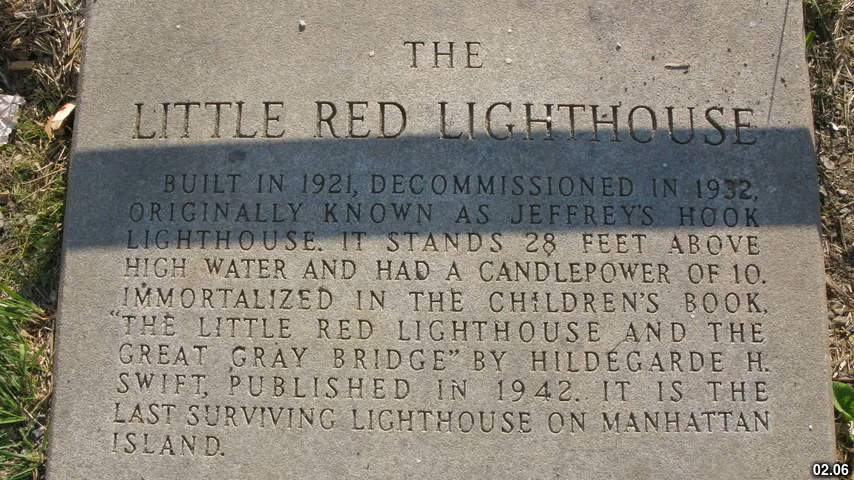 THE
LITTLE RED LIGHTHOUSE
BUILT IN 1921, DECOMMISSIONED IN 1932,
ORIGINALLY KNOWN AS JEFFREY'S HOOK
LIGHTHOUSE. IT STANDS 28 FEET ABOVE
HIGH WATER AND HAD A CANDLEPOWER OF 10.
IMMORTALIZED IN THE CHILDREN'S BOOK,
"THE LITTLE RED LIGHTHOUSE AND THE
GREAT GRAY BRIDGE" BY HILDEGARDE H.
SWIFT, PUBLISHED IN 1942. IT IS THE
LAST SURVIVING LIGHTHOUSE ON MANHATTAN
ISLAND.
02.06